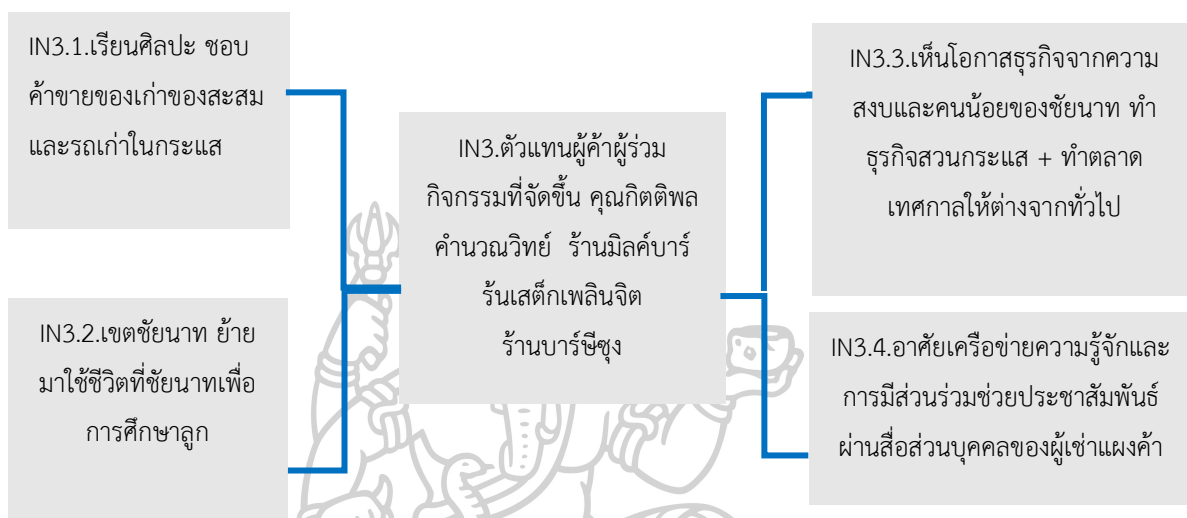 IN3.1.เรียนศิลปะ ชอบ
ค้าขายของเก่าของสะสม
และรถเก่าในกระแส
IN3.2.เขตชัยนาท ย้าย
มาใช้ชีวิตที่ชัยนาทเพื่อ
การศึกษาลูก
IN3.ตัวแทนผู้ค้าผู้ร่วม
กิจกรรมที่จัดขึ้น คุณกิตติพล
คำนวณวิทย์ ร้านมิลค์บาร์
ร้นเสต็กเพลินจิต
ร้านบาร์ษีซุง
IN3.3.เห็นโอกาสธุรกิจจากความ
สงบและคนน้อยของชัยนาท ทำ
ธุรกิจสวนกระแส + ทำตลาด
เทศกาลให้ต่างจากทั่วไป
IN3.4.อาศัยเครือข่ายความรู้จักและ
การมีส่วนร่วมช่วยประชาสัมพันธ์
ผ่านสื่อส่วนบุคคลของผู้เช่าแผงค้า